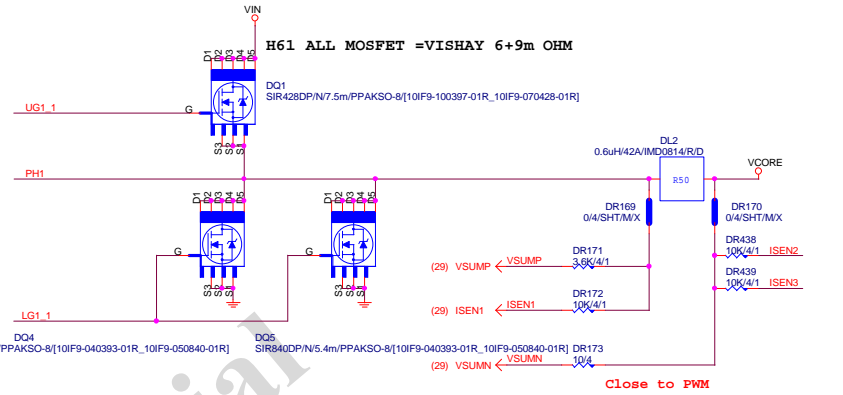 VIN
H61 ALL MOSFET =VISHAY 6+9m OHM
D1 D2 D3 D4 D5
DQ1
SIR428DP/N/7.5m/PPAKSO-8/[10IF9-100397-01R_10IF9-070428-01R]
UG1_1
G
S3 S2 S1
DL2
0.6uH/42A/IMD0814/R/D
VCORE
R50
PH1
D1 D2 D3 D4 D5
D1 D2 D3 D4 D5
DR169
0/4/SHT/M/X
DR170
0/4/SHT/M/X
G
G
DR438
10K/4/1
ISEN2
DR171
3.6K/4/1
(29) VSUMP
VSUMP
DR439
10K/4/1
ISEN3
S3 S2 S1
S3 S2 S1
DR172
10K/4/1
(29) ISEN1
ISEN1
LG1_1
DQ4
/PPAKSO-8/[10IF9-040393-01R_10IF9-050840-01R]
DQ5
SIR840DP/N/5.4m/PPAKSO-8/[10IF9-040393-01R_10IF9-050840-01R]
DR173
10/4
(29) VSUMN
VSUMN
Close to PWM